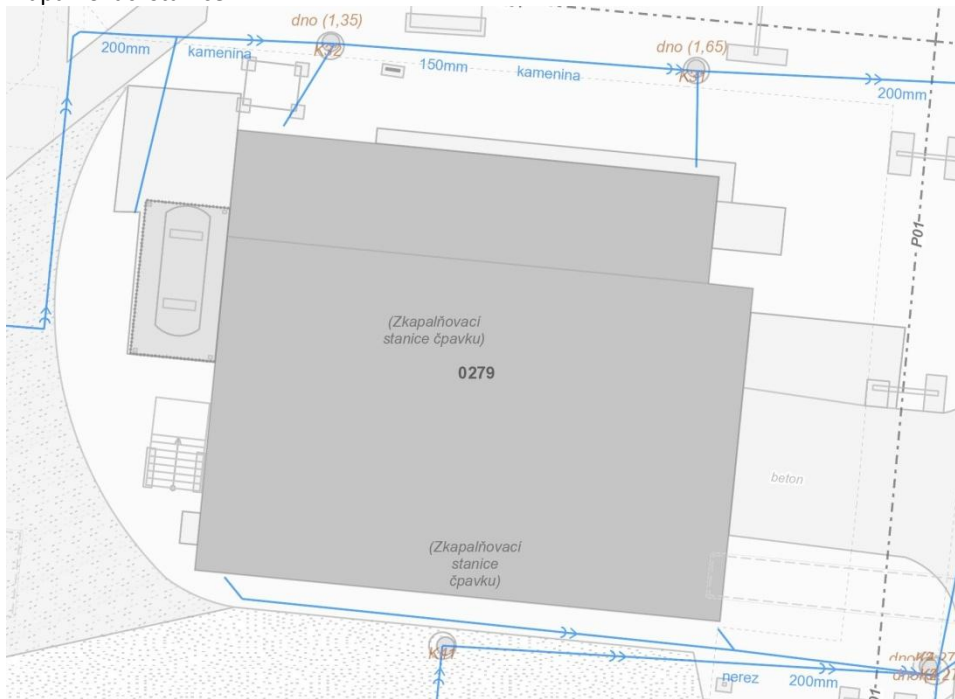 dno (1,35)
K32
dno (1,65)
200mm
kamenina
150mm
kamenina
200mm
P01
(Zkapalňovací
stanice čpavku)
0279
beton
(Zkapalňovací
stanice
čpavku)
K41
nerez
200mm